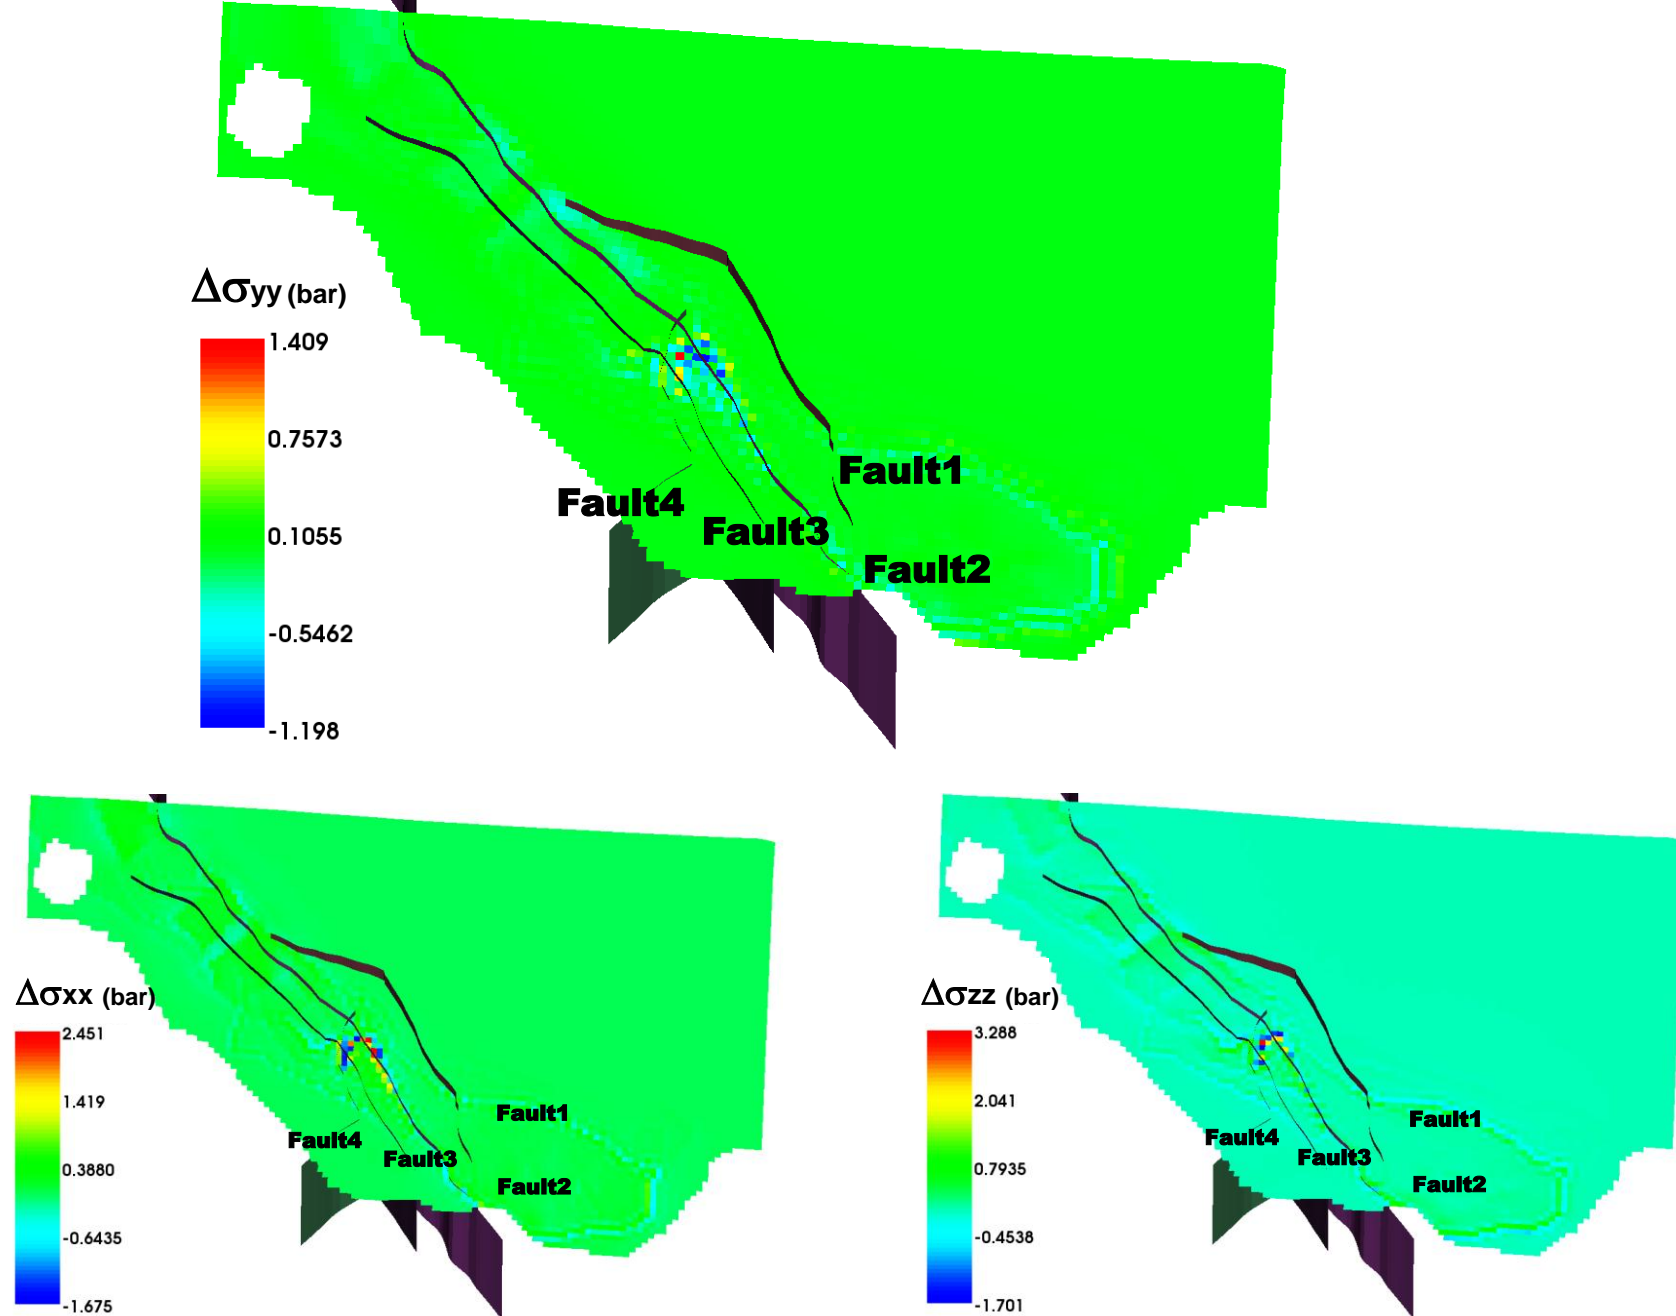 Δσyy (bar)
1.409
0.7573
0.1055
-0.5462
-1.198
Fault1
Fault4
Fault3
Fault2
Δσxx (bar)
2.451
1.419
0.3880
-0.6435
-1.675
Fault1
Fault4
Fault3
Fault2
Δσzz (bar)
3.288
2.041
0.7935
-0.4538
-1.701
Fault1
Fault4
Fault3
Fault2